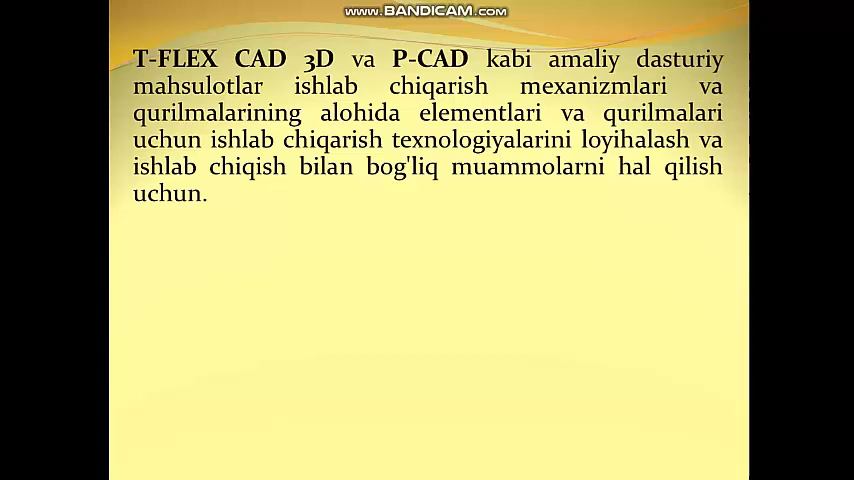 www.BANDICAM.com
T-FLEX CAD 3D va P-CAD kabi amaliy dasturiy
mahsulotlar ishlab chiqarish mexanizmlari va
qurilmalarining alohida elementlari va qurilmalari
uchun ishlab chiqarish texnologiyalarini loyihalash va
ishlab chiqish bilan bog'liq muammolarni hal qilish
uchun.